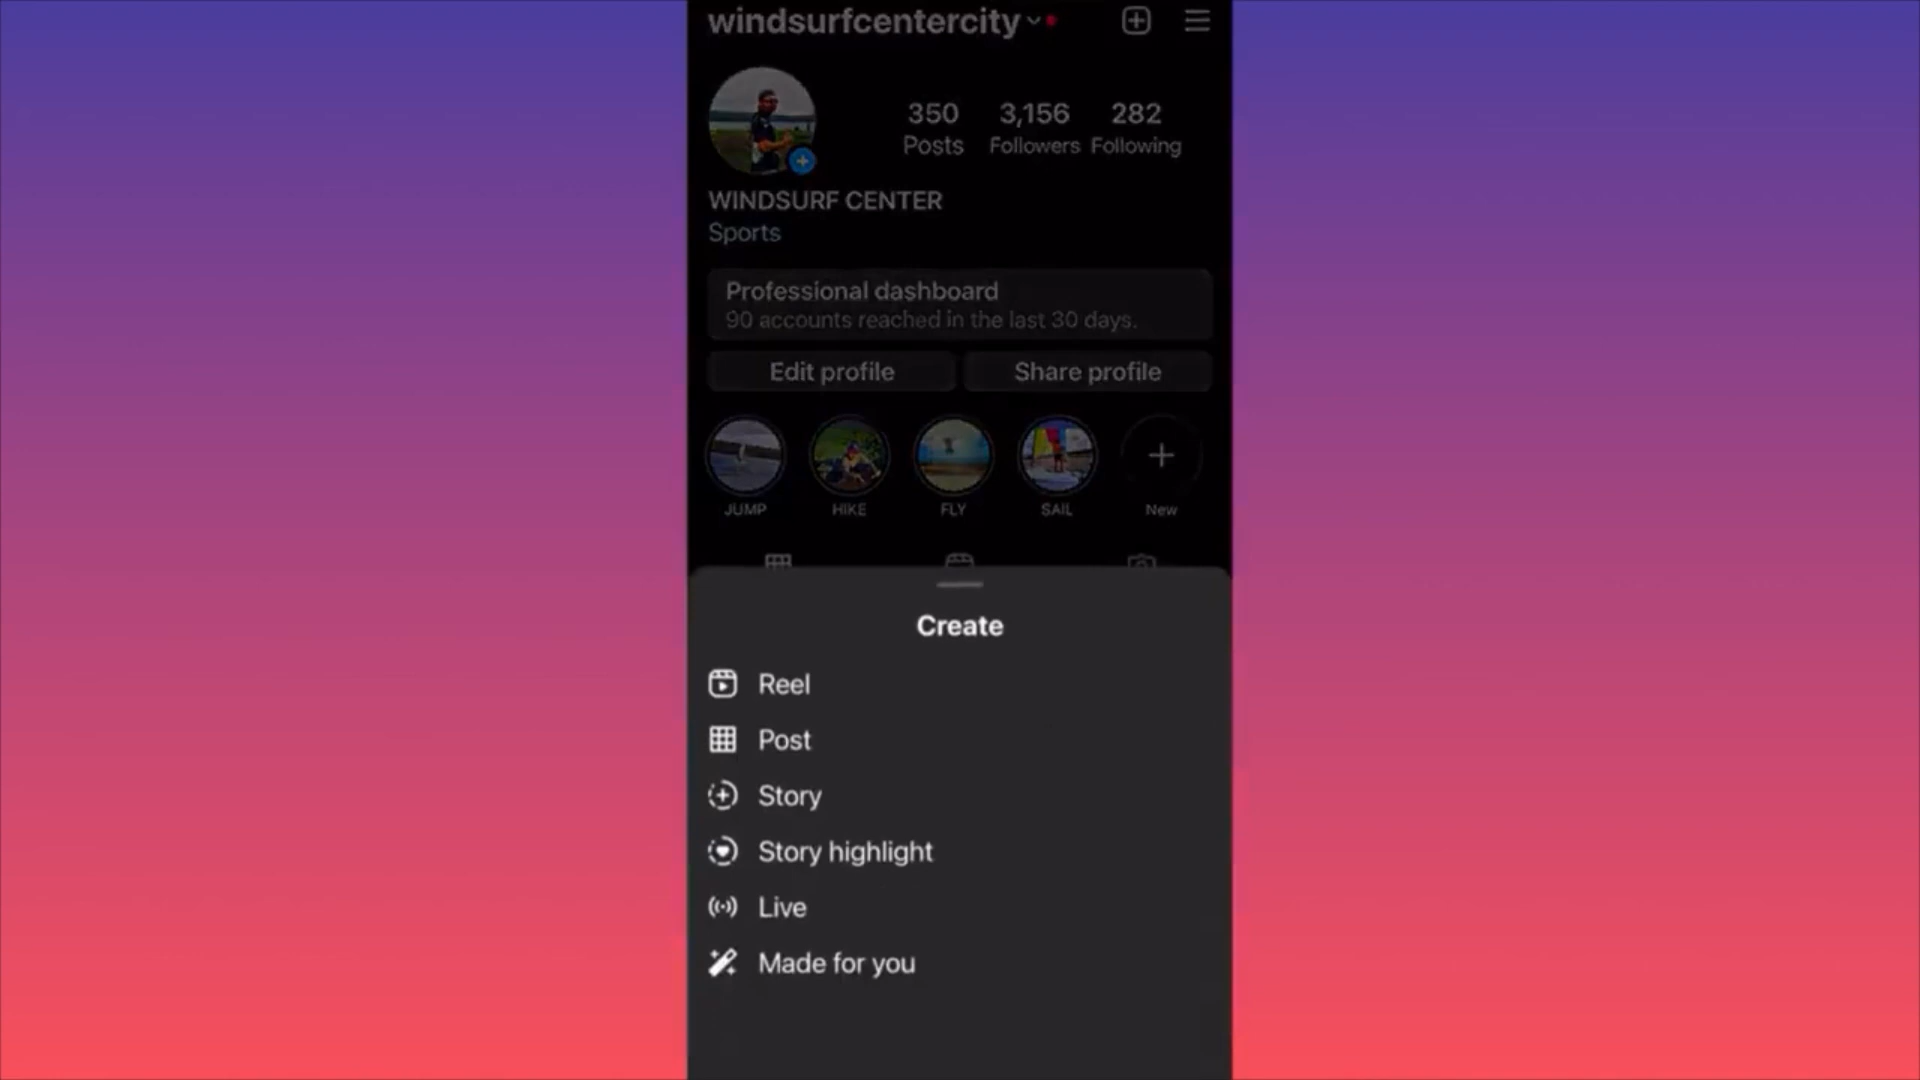 windsurfcentercity
350 3,156 282
Posts Followers Following
WINDSURF CENTER
Sports
Professional dashboard
90 accounts reached in the last 30 days.
Edit profile Share profile
JUMP HIKE FLY SAIL New
Create
Reel
Post
Story
Story highlight
Live
Made for you